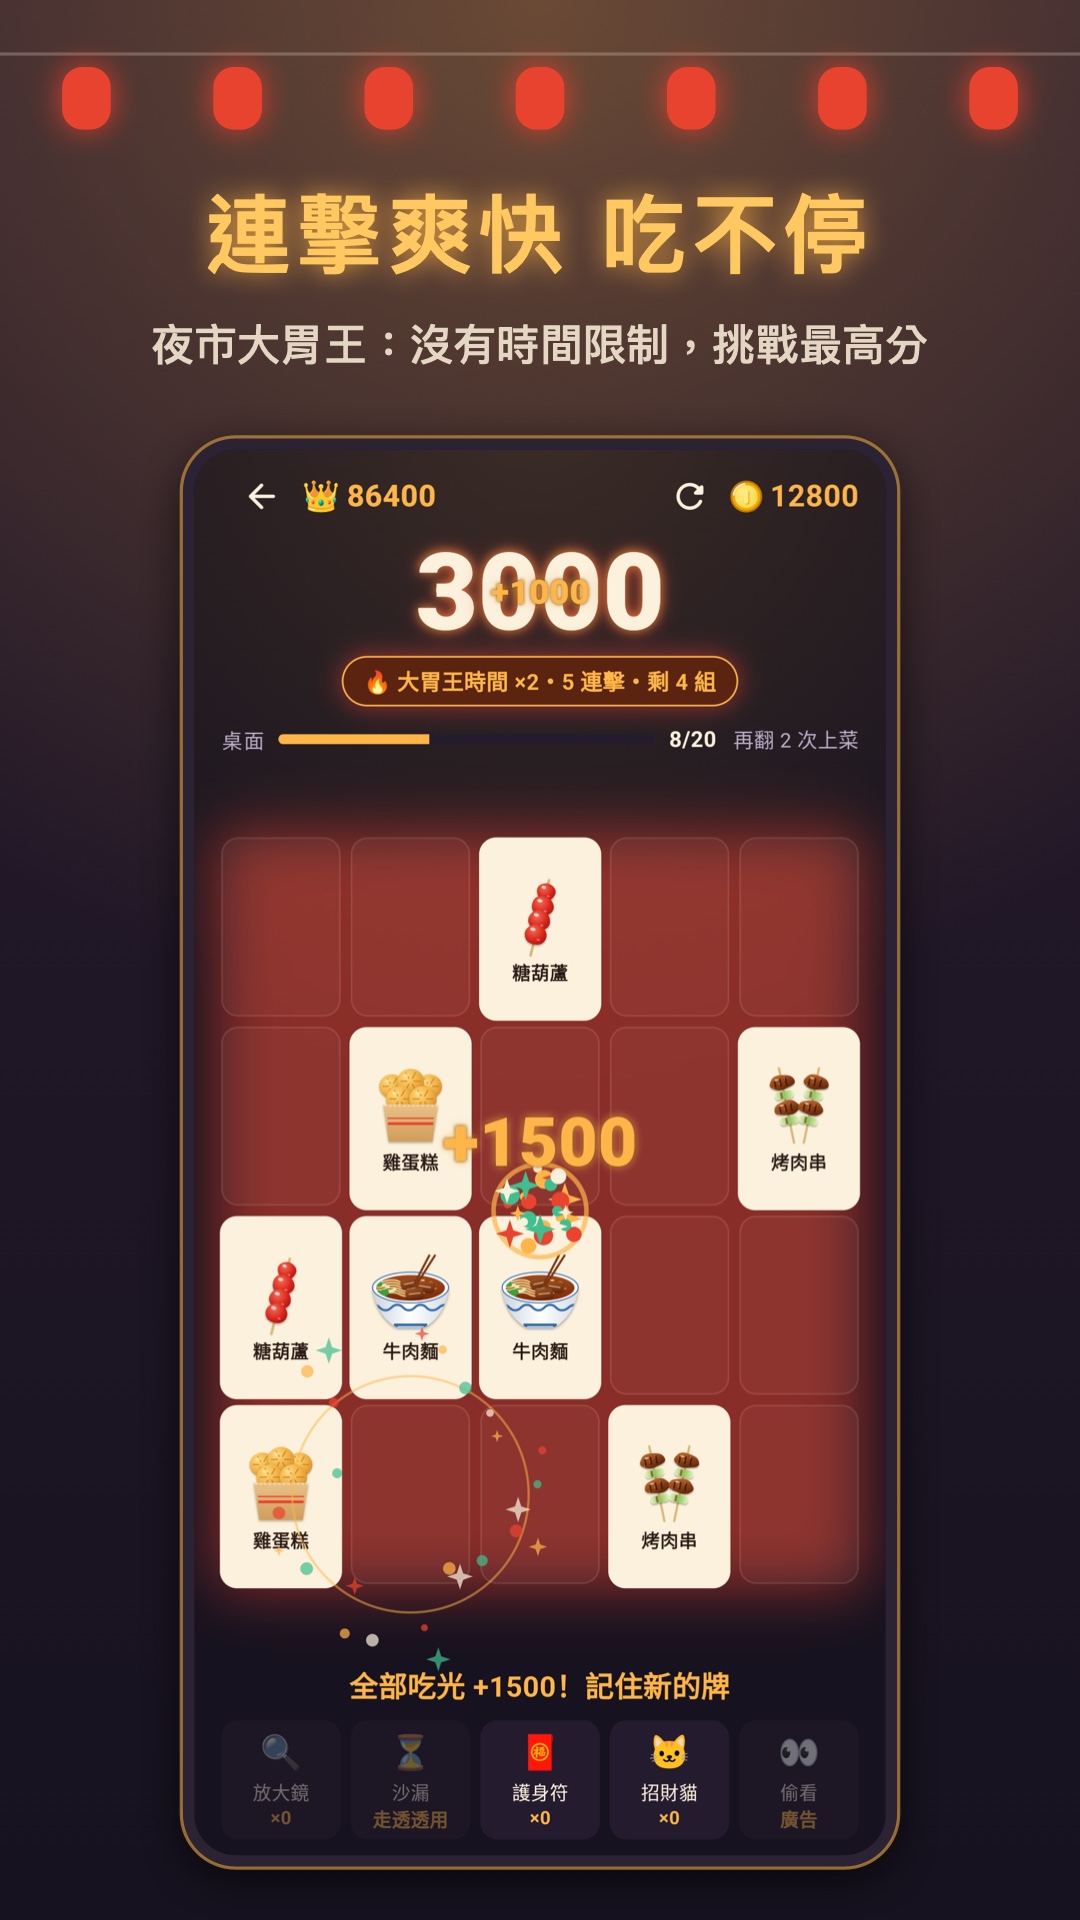 連擊爽快 吃不停
夜市大胃王：沒有時間限制，挑戰最高分
86400
12800
3000
+1000
大胃王時間 ×2・5 連擊・剩 4 組
桌面 8/20 再翻 2 次上菜
糖葫蘆
雞蛋糕
+1500
烤肉串
糖葫蘆
牛肉麵
牛肉麵
雞蛋糕
烤肉串
全部吃光 +1500！記住新的牌
放大鏡
×0
沙漏
走透透用
福
護身符
×0
招財貓
×0
偷看
廣告